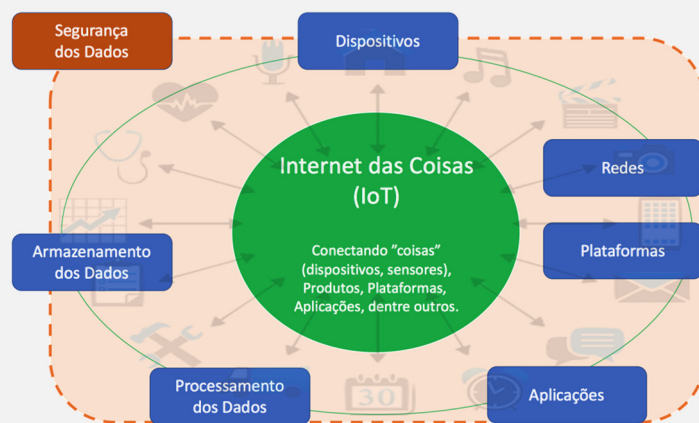 Segurança
dos Dados
Dispositivos
Internet das Coisas
(IoT)
Conectando ”coisas”
(dispositivos, sensores),
Produtos, Plataformas,
Aplicações, dentre outros.
Redes
Plataformas
Armazenamento
dos Dados
Processamento
dos Dados
Aplicações
30